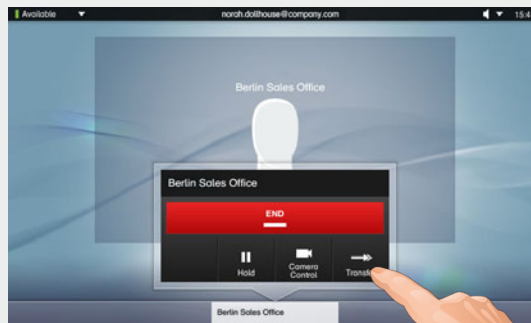 Available
norah.dollhouse@company.com
Berlin Sales Office
Berlin Sales Office
END
Hold
Camera
Control
Berlin Sales Office